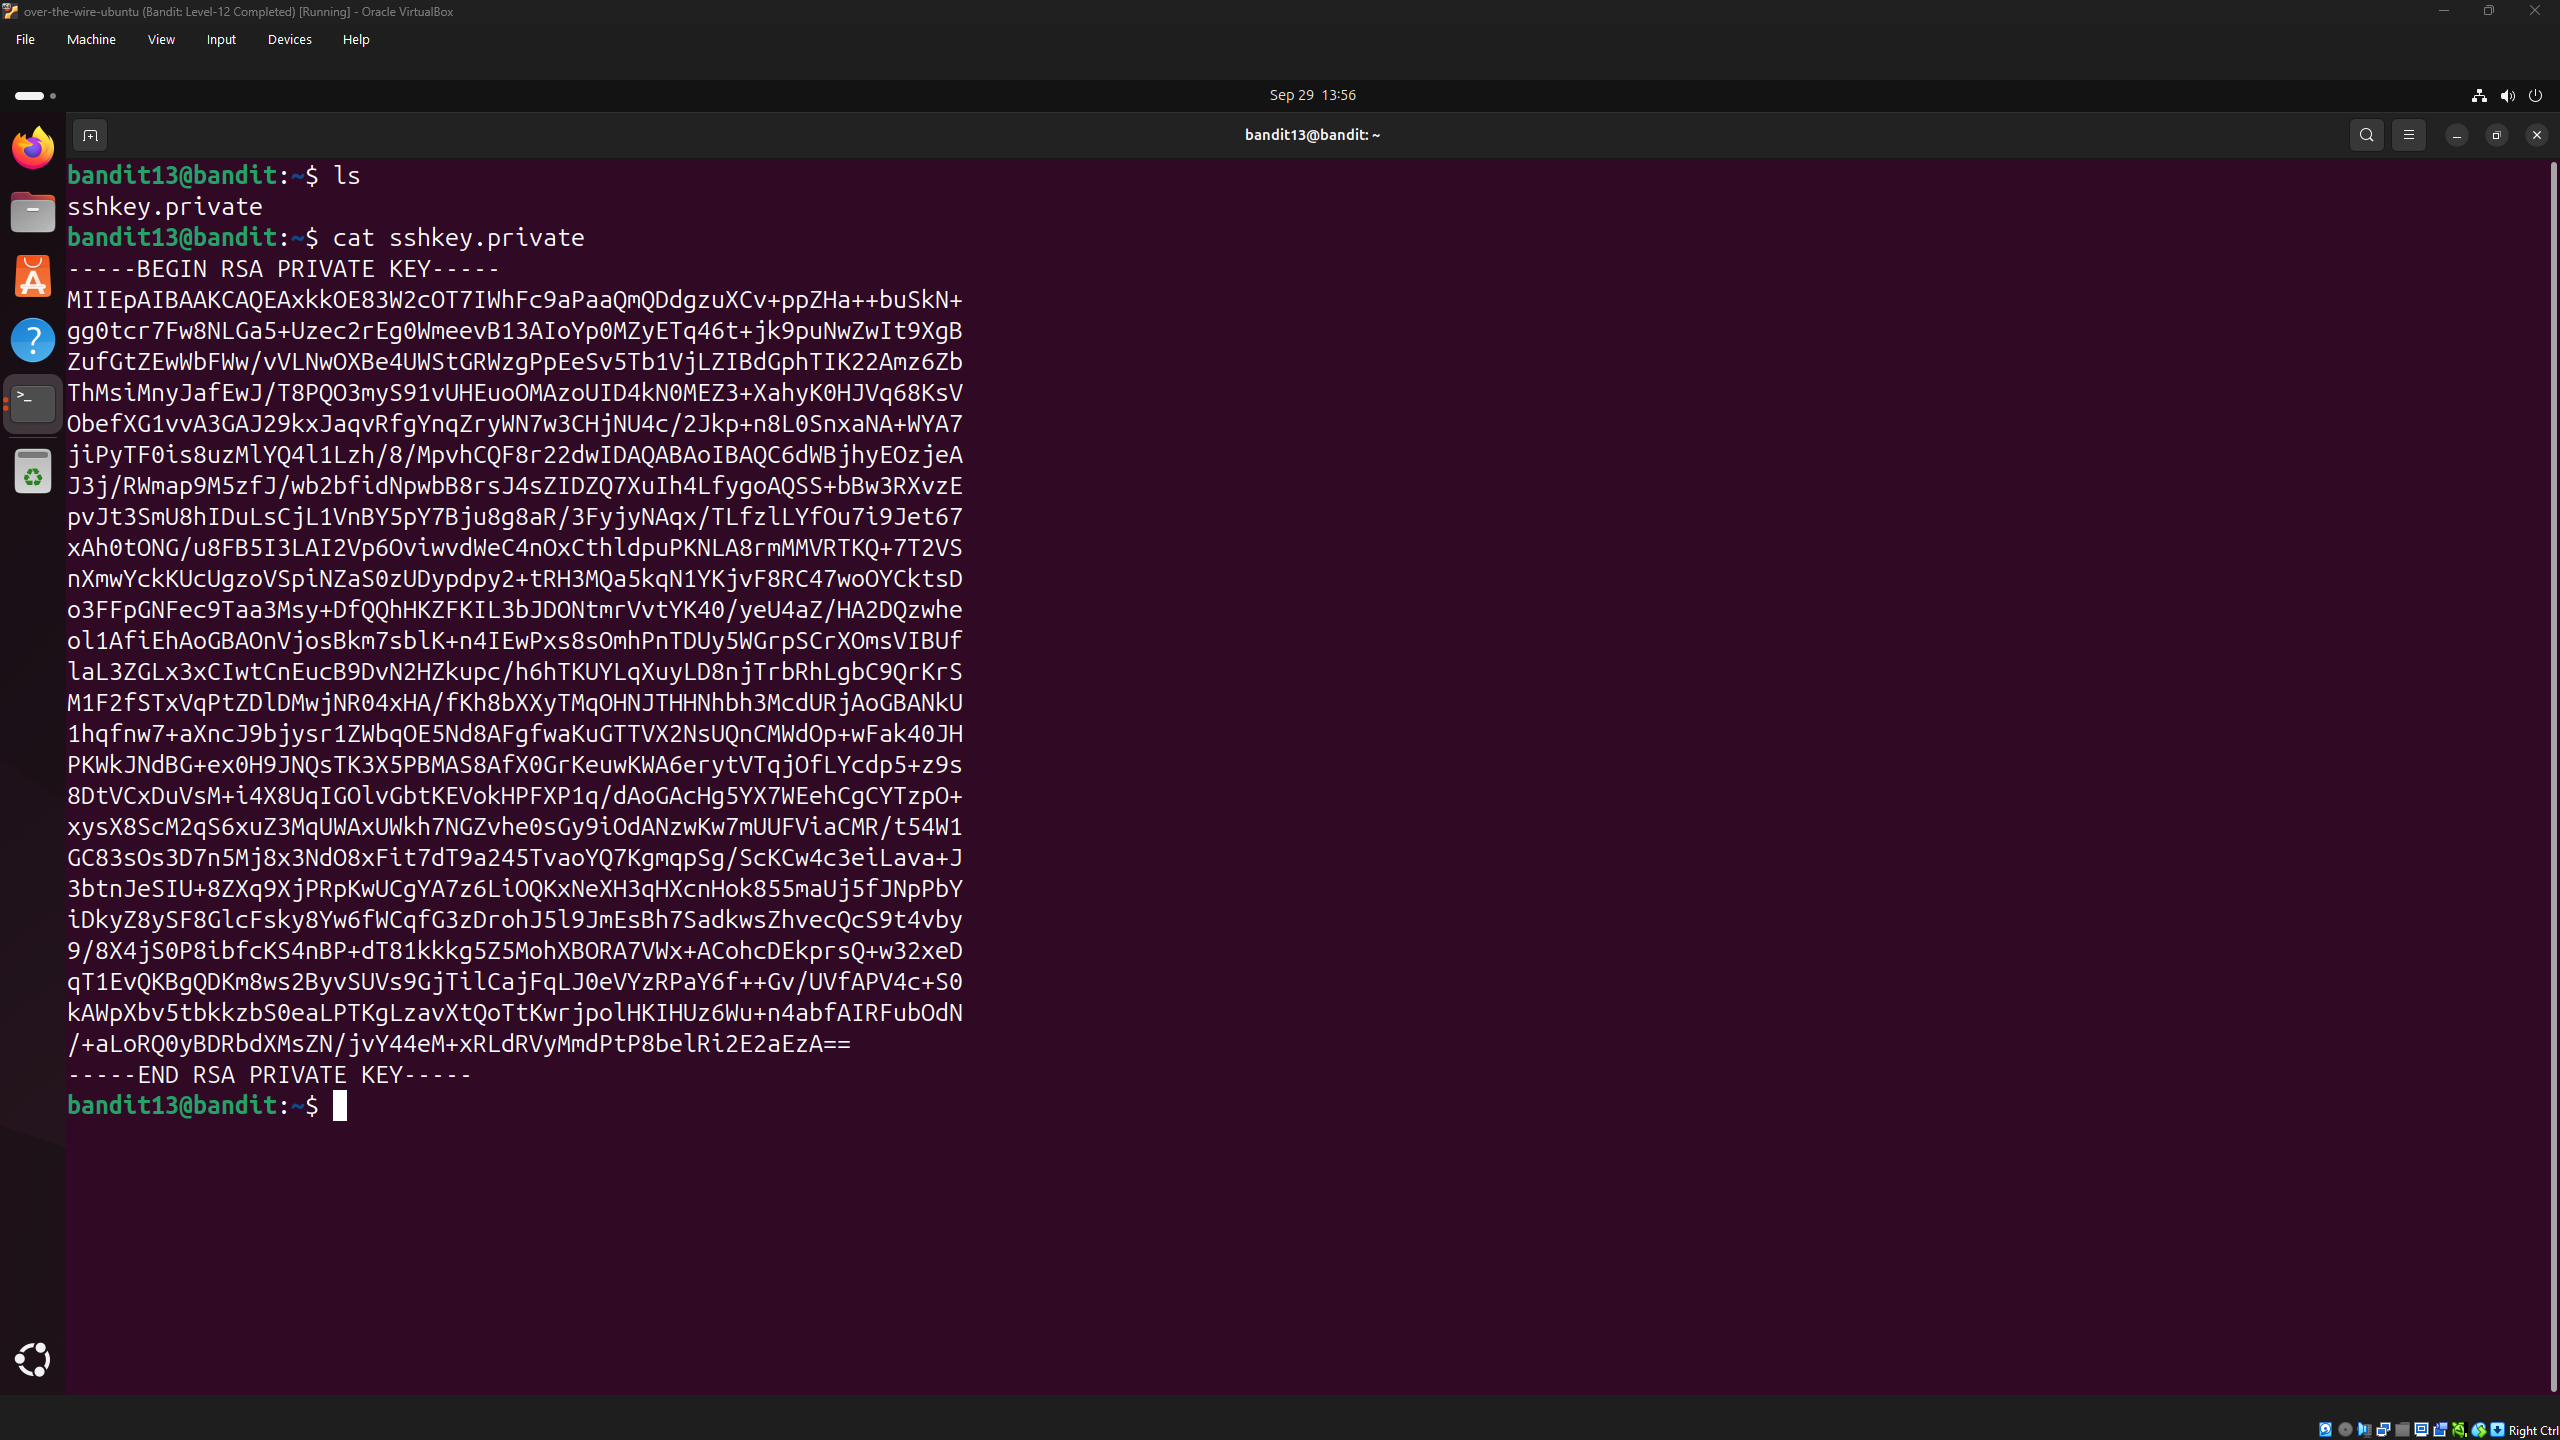 over-the-wire-ubuntu (Bandit: Level-12 Completed) [Running] - Oracle VirtualBox
File Machine View Input Devices Help
Sep 29 13:56
bandit13@bandit: ~
bandit13@bandit:~$ ls
sshkey.private
bandit13@bandit:~$ cat sshkey.private
-----BEGIN RSA PRIVATE KEY-----
MIIEpAIBAAKCAQEAxkkOE83W2cOT7IWhFc9aPaaQmQDdgzuXCv+ppZHa++buSkN+
gg0tcr7Fw8NLGa5+Uzec2rEg0WmeevB13AIoYp0MZyETq46t+jk9puNwZwIt9XgB
ZufGtZEwWbFWw/vVLNwOXBe4UWStGRWzgPpEeSv5Tb1VjLZIBdGphTIK22Amz6Zb
ThMsiMnyJafEwJ/T8PQO3myS91vUHEuoOMAzoUID4kN0MEZ3+XahyK0HJVq68KsV
ObefXG1vvA3GAJ29kxJaqvRfgYnqZryWN7w3CHjNU4c/2Jkp+n8L0SnxaNA+WYA7
jiPyTF0is8uzMlYQ4l1Lzh/8/MpvhCQF8r22dwIDAQABAoIBAQC6dWBjhyEOzjeA
J3j/RWmap9M5zfJ/wb2bfidNpwbB8rsJ4sZIDZQ7XuIh4LfygoAQSS+bBw3RXvzE
pvJt3SmU8hIDuLsCjL1VnBY5pY7Bju8g8aR/3FyjyNAqx/TLfzlLYfOu7i9Jet67
xAh0tONG/u8FB5I3LAI2Vp6OviwvdWeC4nOxCthldpuPKNLA8rmMMVRTKQ+7T2VS
nXmwYckKUcUgzoVSpiNZaS0zUDypdpy2+tRH3MQa5kqN1YKjvF8RC47woOYCktsD
o3FFpGNFec9Taa3Msy+DfQQhHKZFKIL3bJDONtmrVvtYK40/yeU4aZ/HA2DQzwhe
ol1AfiEhAoGBAOnVjosBkm7sblK+n4IEwPxs8sOmhPnTDUy5WGrpSCrXOmsVIBUf
laL3ZGLx3xCIwtCnEucB9DvN2HZkupc/h6hTKUYLqXuyLD8njTrbRhLgbC9QrKrS
M1F2fSTxVqPtZDlDMwjNR04xHA/fKh8bXXyTMqOHNJTHHNhbh3McdURjAoGBANkU
1hqfnw7+aXncJ9bjysr1ZWbqOE5Nd8AFgfwaKuGTTVX2NsUQnCMWdOp+wFak40JH
PKWkJNdBG+ex0H9JNQsTK3X5PBMAS8AfX0GrKeuwKWA6erytVTqjOfLYcdp5+z9s
8DtVCxDuVsM+i4X8UqIGOlvGbtKEVokHPFXP1q/dAoGAcHg5YX7WEehCgCYTzpO+
xysX8ScM2qS6xuZ3MqUWAxUWkh7NGZvhe0sGy9iOdANzwKw7mUUFViaCMR/t54W1
GC83sOs3D7n5Mj8x3NdO8xFit7dT9a245TvaoYQ7KgmqpSg/ScKCw4c3eiLava+J
3btnJeSIU+8ZXq9XjPRpKwUCgYA7z6LiOQKxNeXH3qHXcnHok855maUj5fJNpPbY
iDkyZ8ySF8GlcFsky8Yw6fWCqfG3zDrohJ5l9JmEsBh7SadkwsZhvecQcS9t4vby
9/8X4jS0P8ibfcKS4nBP+dT81kkkg5Z5MohXBORA7VWx+ACohcDEkprsQ+w32xeD
qT1EvQKBgQDKm8ws2ByvSUVs9GjTilCajFqLJ0eVYzRPaY6f++Gv/UVfAPV4c+S0
kAWpXbv5tbkkzbS0eaLPTKgLzavXtQoTtKwrjpolHKIHUz6Wu+n4abfAIRFubOdN
/+aLoRQ0yBDRbdXMsZN/jvY44eM+xRLdRVyMmdPtP8belRi2E2aEzA==
-----END RSA PRIVATE KEY-----
bandit13@bandit:~$
Right Ctrl